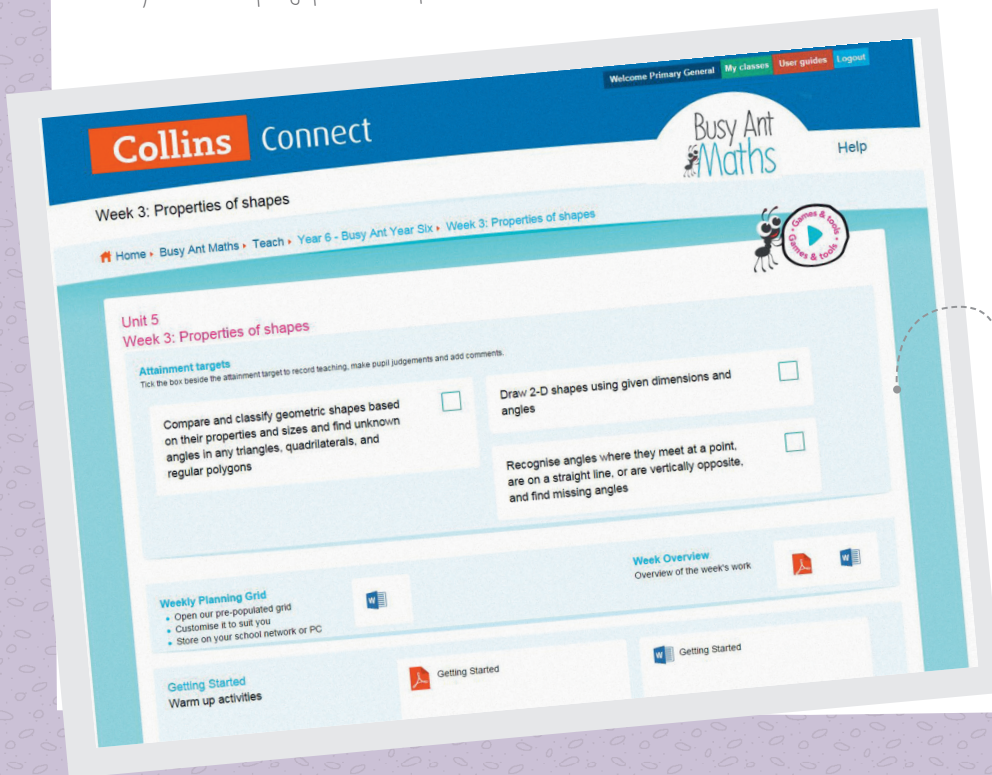 Welcome Primary General
My classes
User guides
Logout
Collins Connect
Busy Ant
Maths
Help
Week 3: Properties of shapes
Home › Busy Ant Maths › Teach › Year 6 - Busy Ant Year Six › Week 3: Properties of shapes
Games & tools
Games & tools
Unit 5
Week 3: Properties of shapes
Attainment targets
Tick the box beside the attainment target to record teaching, make pupil judgements and add comments.
Compare and classify geometric shapes based
on their properties and sizes and find unknown
angles in any triangles, quadrilaterals, and
regular polygons
Draw 2-D shapes using given dimensions and
angles
Recognise angles where they meet at a point,
are on a straight line, or are vertically opposite,
and find missing angles
Weekly Planning Grid
• Open our pre-populated grid
• Customise it to suit you
• Store on your school network or PC
W
Week Overview
Overview of the week's work
W
Getting Started
Warm up activities
Getting Started
W
Getting Started